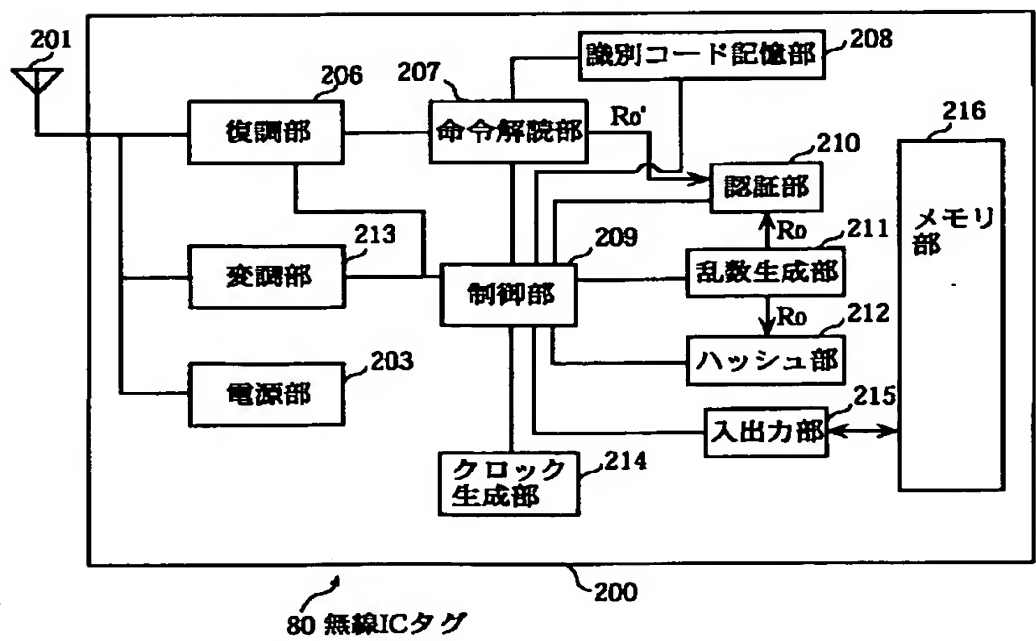 201
206
復調部
207
命令解読部
識別コード記憶部
208
Ro'
210
認証部
216
メモリ
部
213
変調部
209
制御部
Ro
211
乱数生成部
Ro
212
ハッシュ部
203
電源部
215
入出力部
クロック
生成部
214
200
80 無線ICタグ